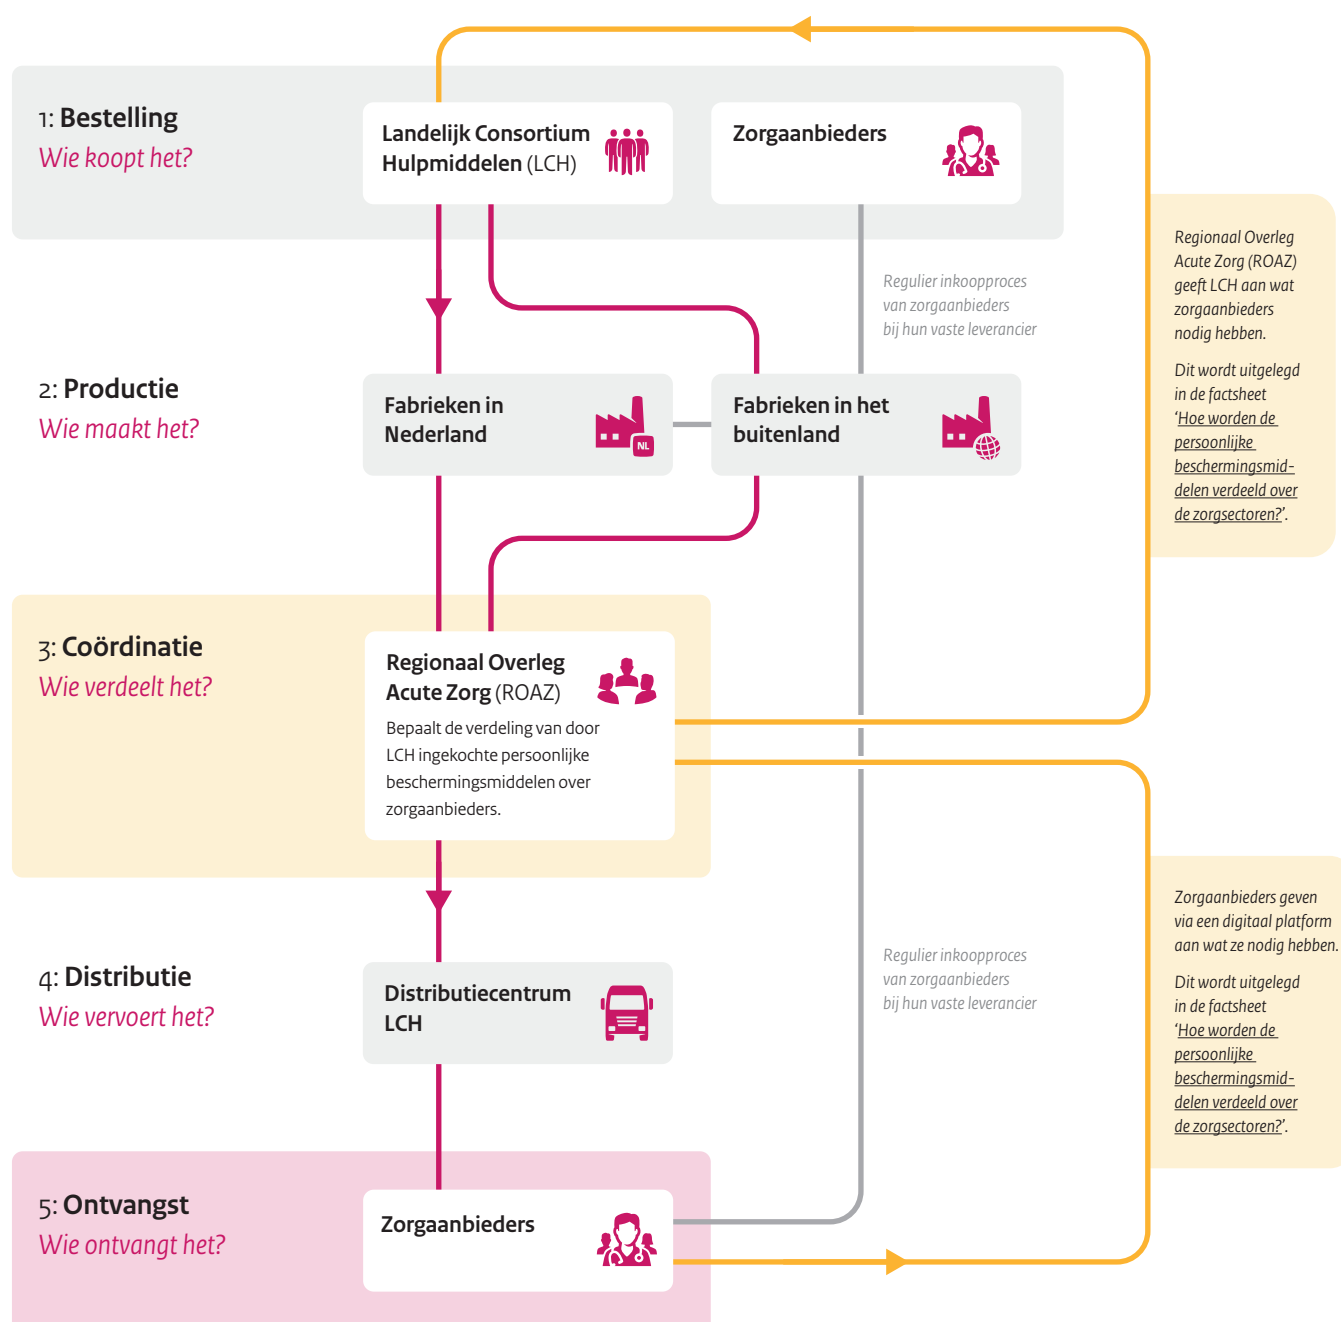 1: Bestelling
Wie koopt het?
Landelijk Consortium
Hulpmiddelen (LCH)
Zorgaanbieders
Regulier inkoopproces
van zorgaanbieders
bij hun vaste leverancier
Regionaal Overleg
Acute Zorg (ROAZ)
geeft LCH aan wat
zorgaanbieders
nodig hebben.
Dit wordt uitgelegd
in de factsheet
‘Hoe worden de
persoonlijke
beschermingsmid-
delen verdeeld over
de zorgsectoren?’.
2: Productie
Wie maakt het?
Fabrieken in
Nederland
NL
Fabrieken in het
buitenland
3: Coördinatie
Wie verdeelt het?
Regionaal Overleg
Acute Zorg (ROAZ)
Bepaalt de verdeling van door
LCH ingekochte persoonlijke
beschermingsmiddelen over
zorgaanbieders.
4: Distributie
Wie vervoert het?
Distributiecentrum
LCH
Regulier inkoopproces
van zorgaanbieders
bij hun vaste leverancier
Zorgaanbieders geven
via een digitaal platform
aan wat ze nodig hebben.
Dit wordt uitgelegd
in de factsheet
‘Hoe worden de
persoonlijke
beschermingsmid-
delen verdeeld over
de zorgsectoren?’.
5: Ontvangst
Wie ontvangt het?
Zorgaanbieders